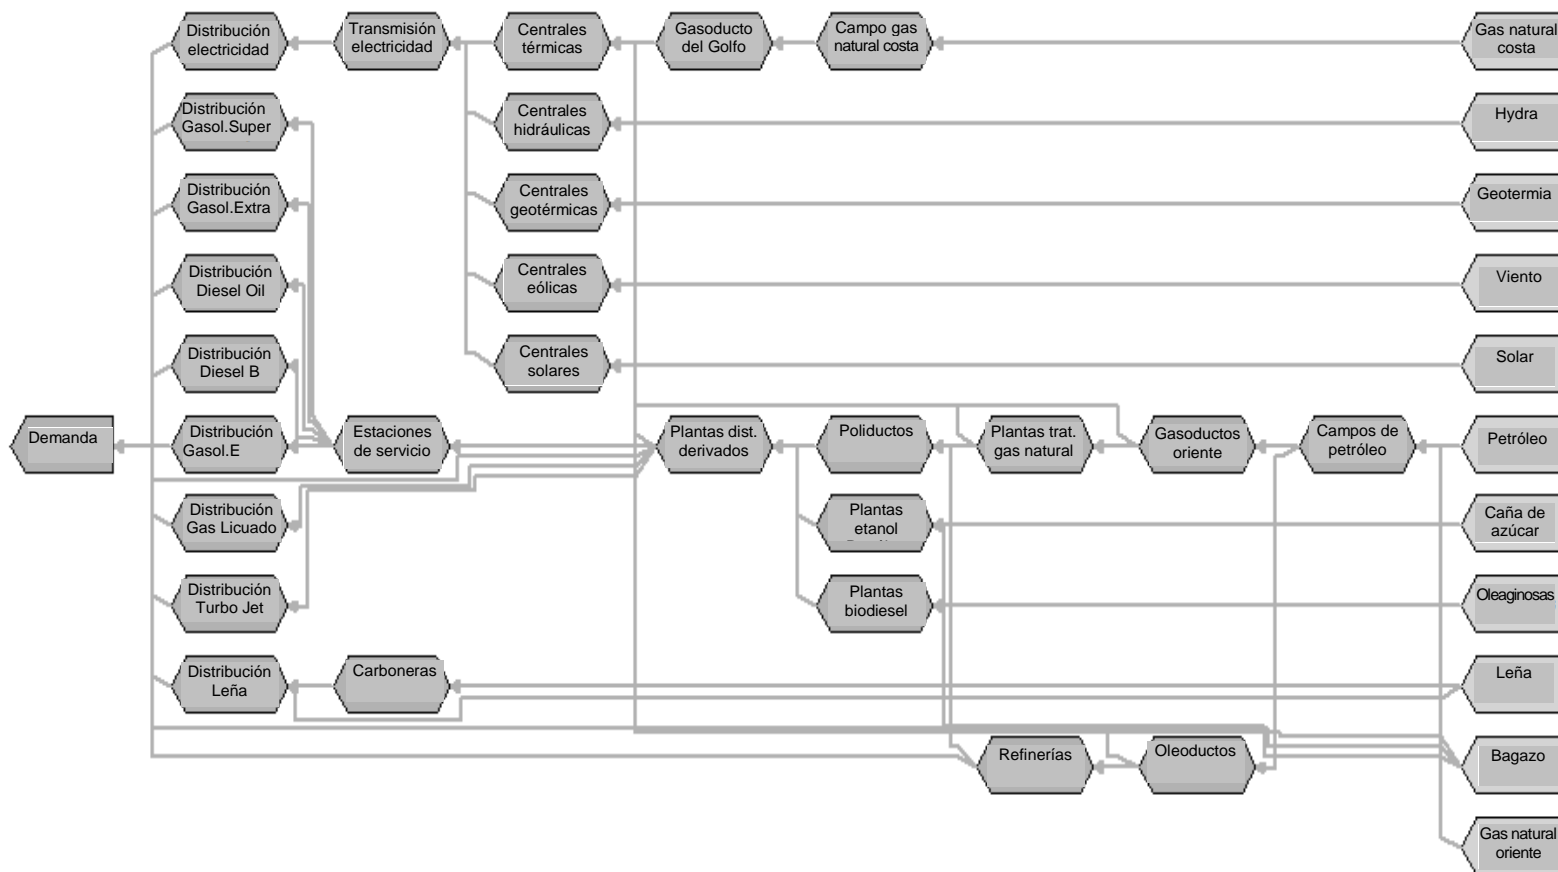 Distribución
electricidad
Transmisión
electricidad
Centrales
térmicas
Gasoducto
del Golfo
Campo gas
natural costa
Gas natural
costa
Distribución
Gasol.Super
Centrales
hidráulicas
Hydra
Distribución
Gasol.Extra
Centrales
geotérmicas
Geotermia
Distribución
Diesel Oil
Centrales
eólicas
Viento
Distribución
Diesel B
Centrales
solares
Solar
Demanda
Distribución
Gasol.E
Estaciones
de servicio
Plantas dist.
derivados
Poliductos
Plantas trat.
gas natural
Gasoductos
oriente
Campos de
petróleo
Petróleo
Distribución
Gas Licuado
Plantas
etanol
Caña de
azúcar
Distribución
Turbo Jet
Plantas
biodiesel
Oleaginosas
Distribución
Leña
Carboneras
Leña
Refinerías
Oleoductos
Bagazo
Gas natural
oriente